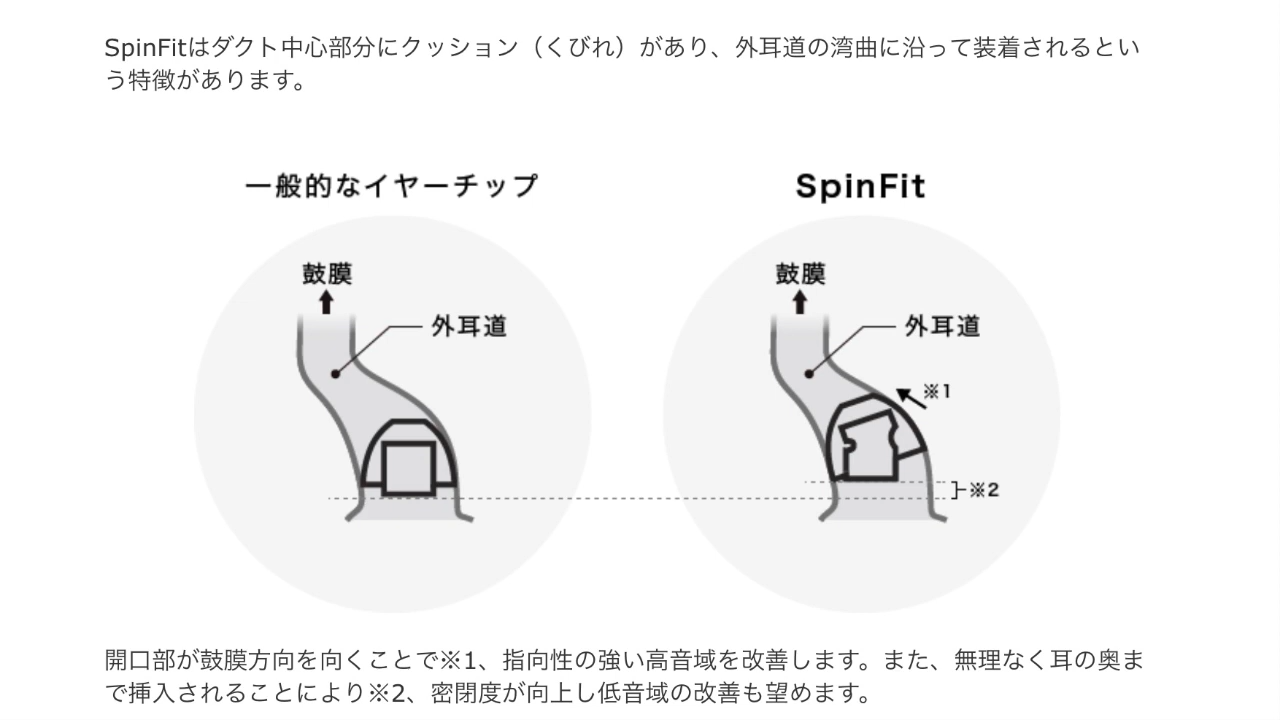 SpinFitはダクト中心部分にクッション（くびれ）があり、外耳道の湾曲に沿って装着されるとい
う特徴があります。
一般的なイヤーチップ
SpinFit
鼓膜
外耳道
鼓膜
外耳道
※1
※2
開口部が鼓膜方向を向くことで※1、指向性の強い高音域を改善します。また、無理なく耳の奥ま
で挿入されることにより※2、密閉度が向上し低音域の改善も望めます。